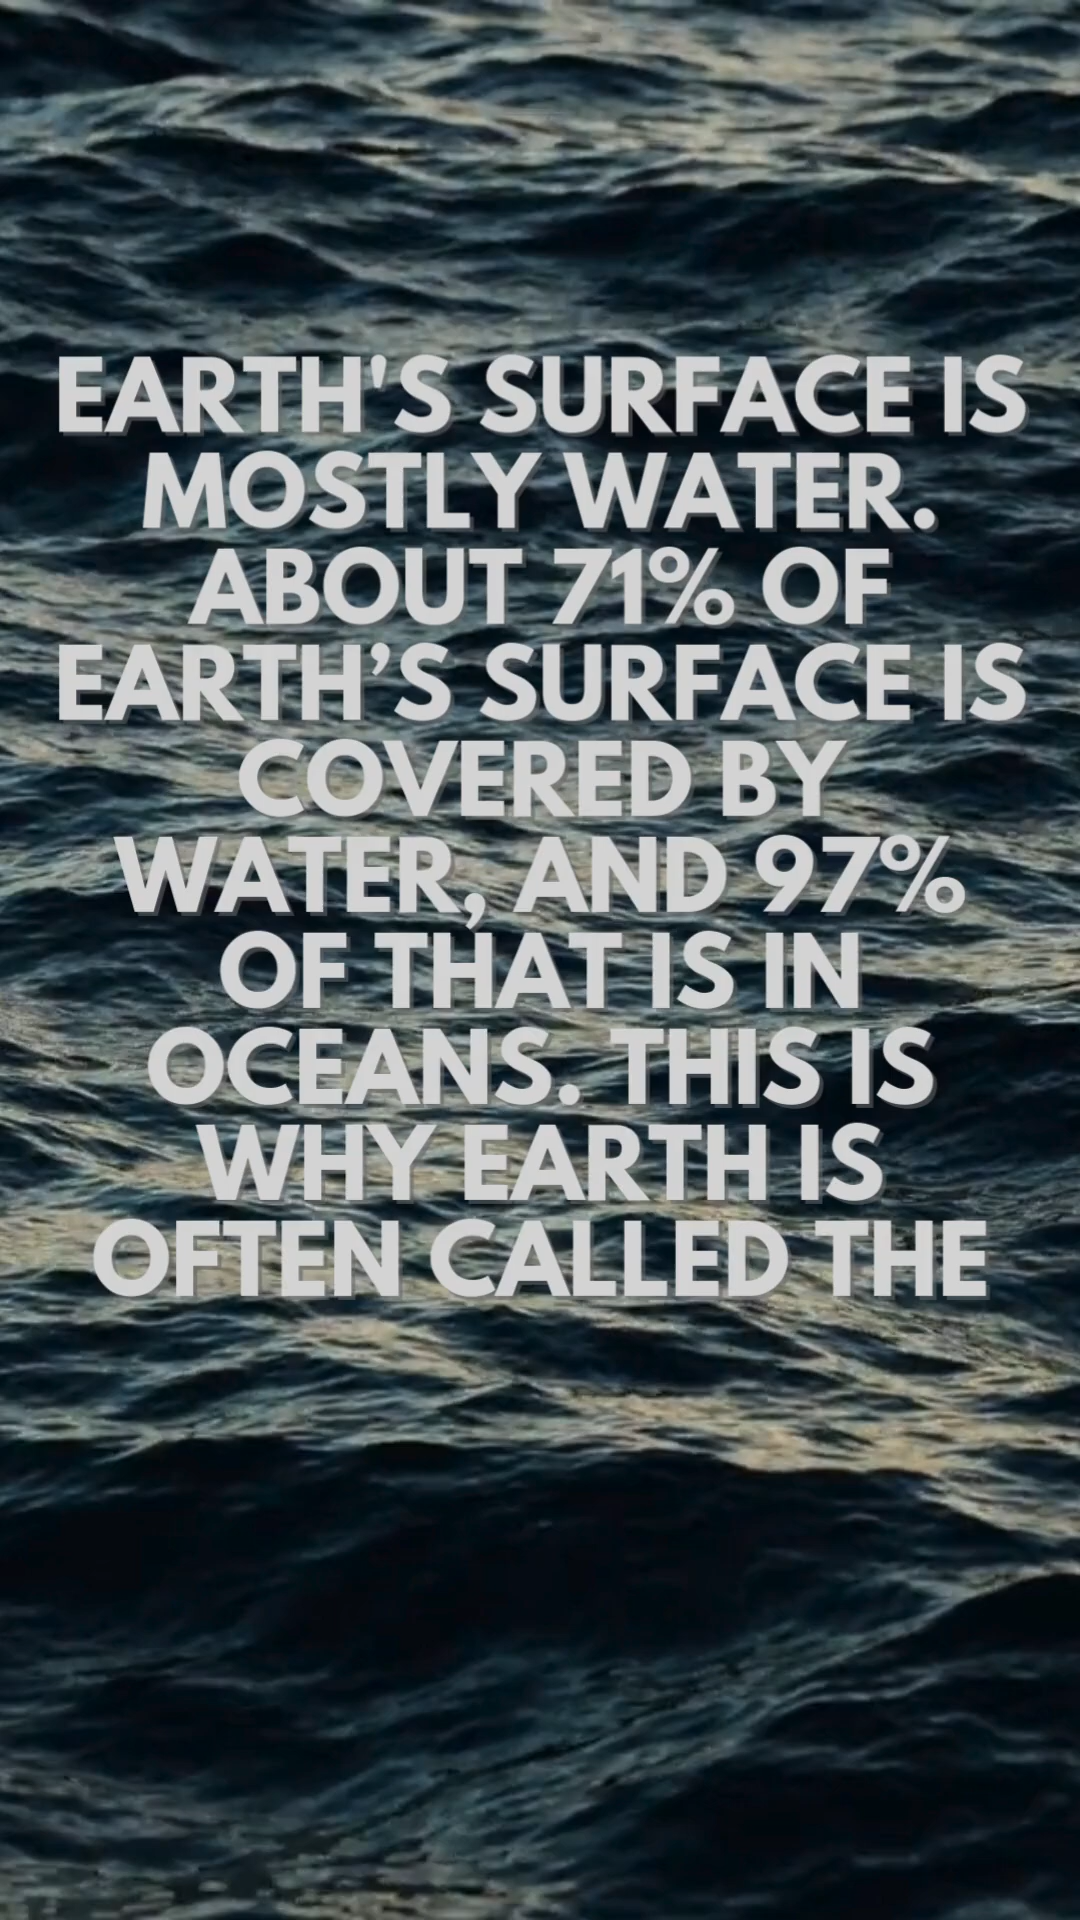 EARTH'S SURFACE IS
MOSTLY WATER.
ABOUT 71% OF
EARTH’S SURFACE IS
COVERED BY
WATER, AND 97%
OF THAT IS IN
OCEANS. THIS IS
WHY EARTH IS
OFTEN CALLED THE